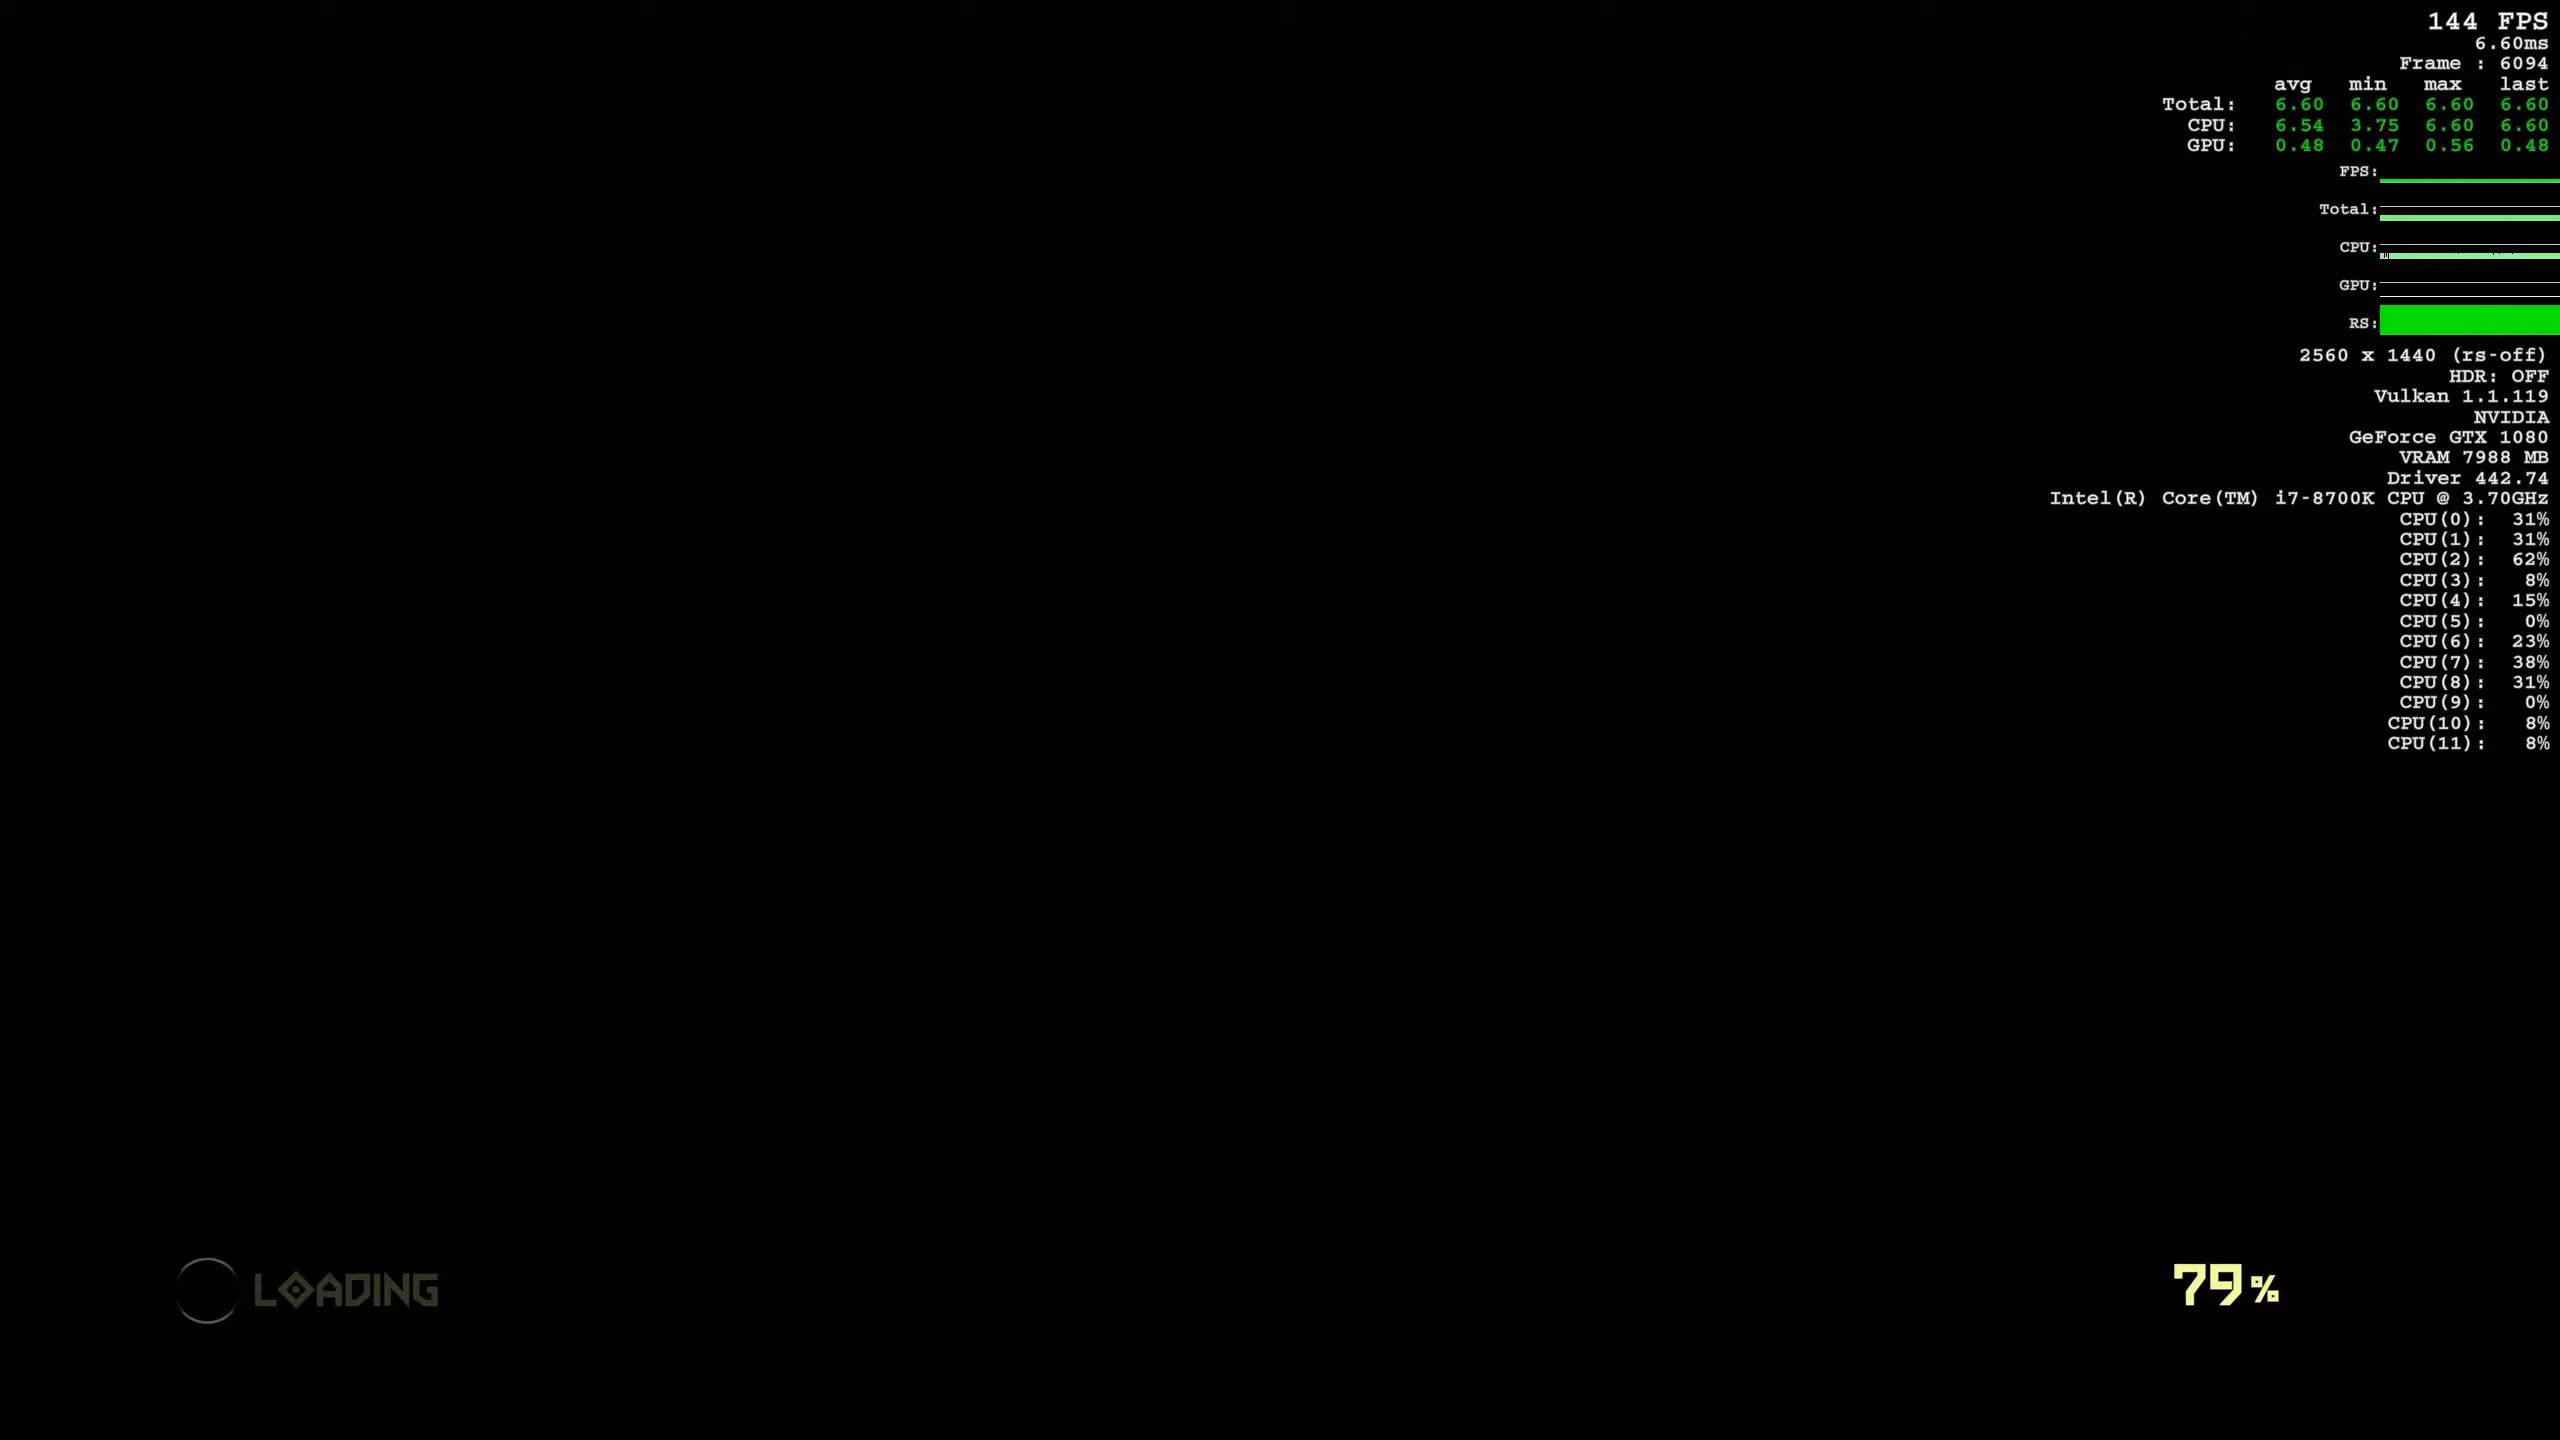 144 FPS
6.60ms
Frame : 6094
avg min max last
Total: 6.60 6.60 6.60 6.60
CPU: 6.54 3.75 6.60 6.60
GPU: 0.48 0.47 0.56 0.48
FPS:
Total:
CPU:
GPU:
RS:
2560 x 1440 (rs-off)
HDR: OFF
Vulkan 1.1.119
NVIDIA
GeForce GTX 1080
VRAM 7988 MB
Driver 442.74
Intel(R) Core(TM) i7-8700K CPU @ 3.70GHz
CPU(0): 31%
CPU(1): 31%
CPU(2): 62%
CPU(3): 8%
CPU(4): 15%
CPU(5): 0%
CPU(6): 23%
CPU(7): 38%
CPU(8): 31%
CPU(9): 0%
CPU(10): 8%
CPU(11): 8%
LOADING
79%